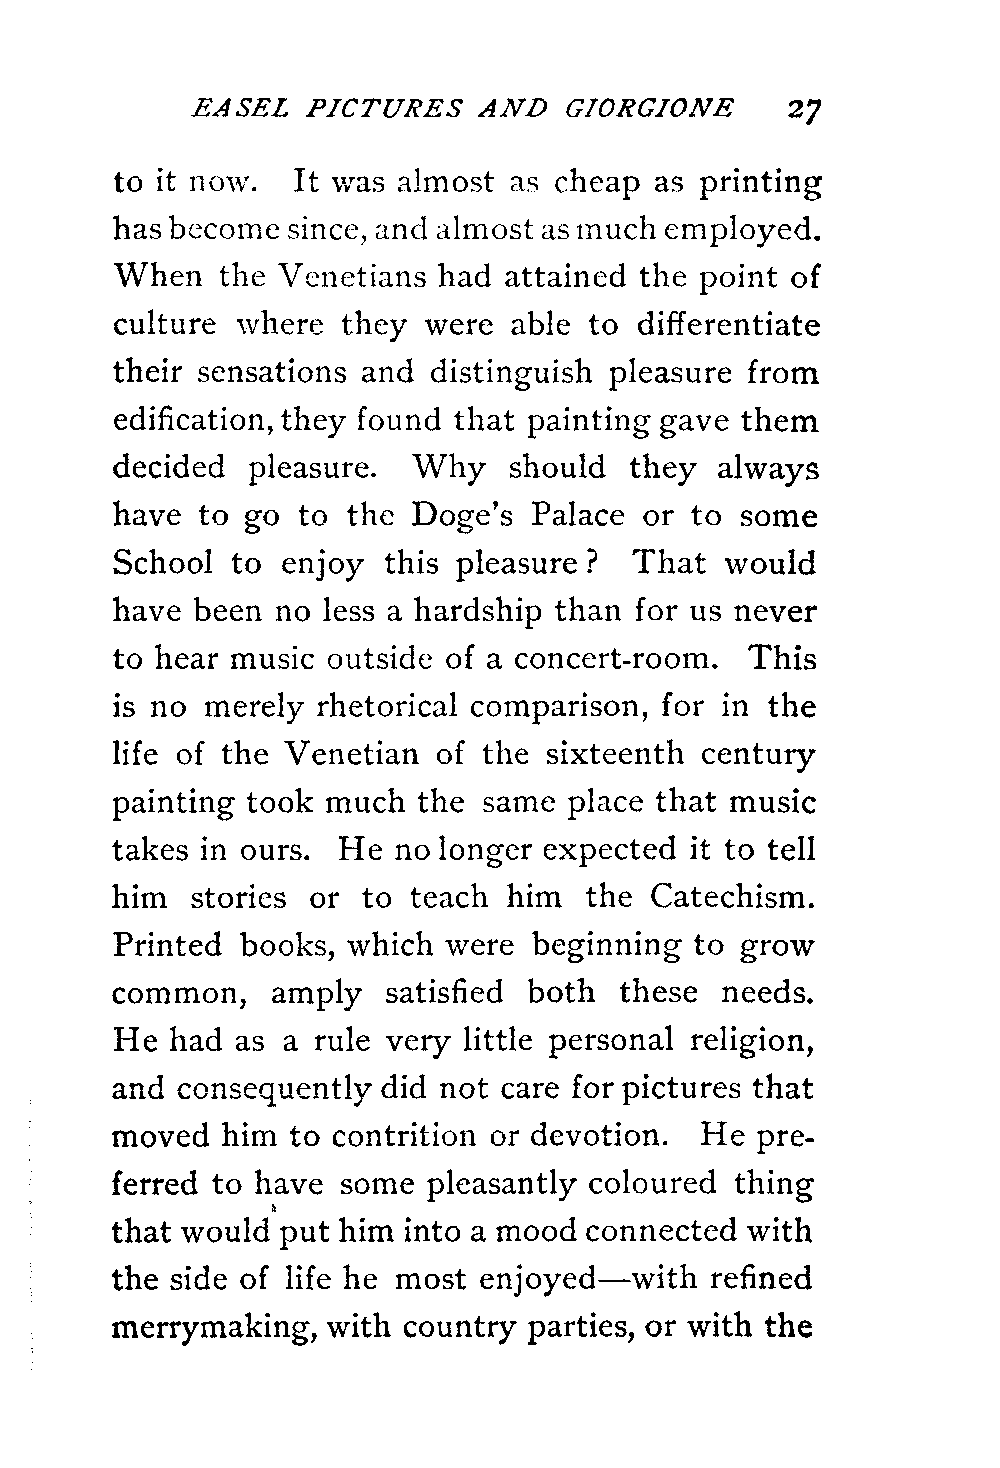 EASEL PICTURES AND GIORGIONE 27
to it now. It was almost as cheap as printing
has become since, and almost as much employed.
When the Venetians had attained the point of
culture where they were able to differentiate
their sensations and distinguish pleasure from
edification, they found that painting gave them
decided pleasure. Why should they always
have to go to the Doge's Palace or to some
School to enjoy this pleasure? That would
have been no less a hardship than for us never
to hear music outside of a concert-room. This
is no merely rhetorical comparison, for in the
life of the Venetian of the sixteenth century
painting took much the same place that music
takes in ours. He no longer expected it to tell
him stories or to teach him the Catechism.
Printed books, which were beginning to grow
common, amply satisfied both these needs.
He had as a rule very little personal religion,
and consequently did not care for pictures that
moved him to contrition or devotion. He pre-
ferred to have some pleasantly coloured thing
that would put him into a mood connected with
the side of life he most enjoyed—with refined
merrymaking, with country parties, or with the